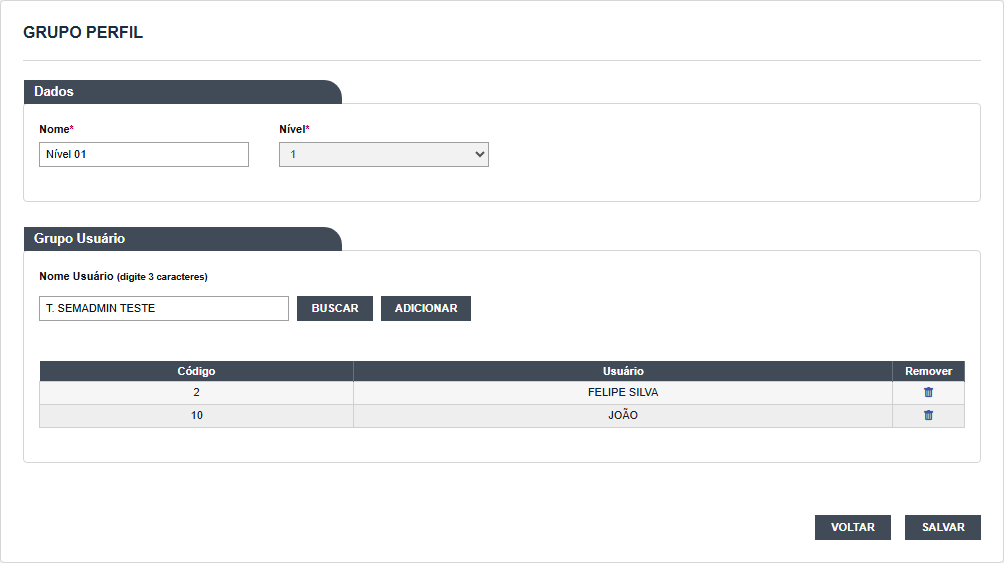 GRUPO PERFIL
Dados
Nome* Nível*
Nível 01 1
Grupo Usuário
Nome Usuário (digite 3 caracteres)
T. SEMADMIN TESTE BUSCAR ADICIONAR
Código Usuário Remover
2 FELIPE SILVA
10 JOÃO
VOLTAR SALVAR